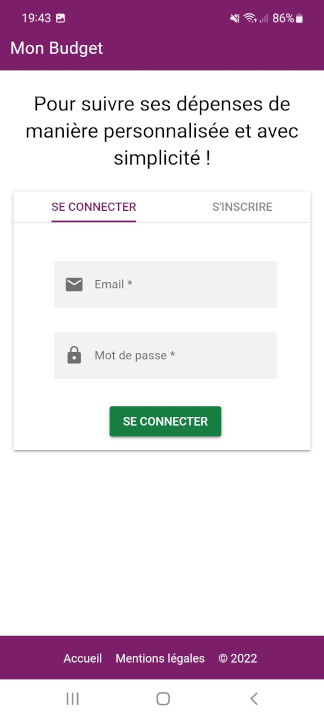 19:43 86%
Mon Budget
Pour suivre ses dépenses de
manière personnalisée et avec
simplicité !
SE CONNECTER S'INSCRIRE
Email *
Mot de passe *
SE CONNECTER
Accueil Mentions légales © 2022